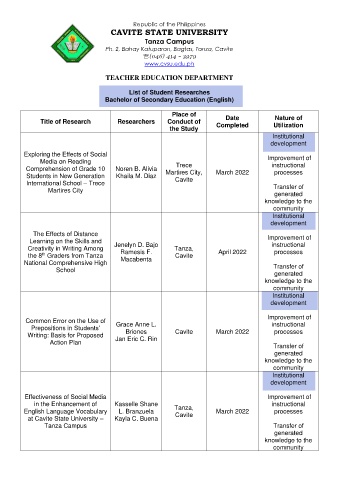 Republic of the Philippines
CAVITE STATE UNIVERSITY
Tanza Campus
Ph. 2, Bahay Katuparan, Bagtas, Tanza, Cavite
☏(046) 414 – 3979
www.cvsu.edu.ph
TEACHER EDUCATION DEPARTMENT
List of Student Researches
Bachelor of Secondary Education (English)
Title of Research
Researchers
Place of
Conduct of
the Study
Date
Completed
Nature of
Utilization
Exploring the Effects of Social
Media on Reading
Comprehension of Grade 10
Students in New Generation
International School – Trece
Martires City
Noren B. Alivia
Khaila M. Diaz
Trece
Martires City,
Cavite
March 2022
Institutional
development
Improvement of
instructional
processes
Transfer of
generated
knowledge to the
community
The Effects of Distance
Learning on the Skills and
Creativity in Writing Among
the 8th Graders from Tanza
National Comprehensive High
School
Jenelyn D. Bajo
Ramesis F.
Macabenta
Tanza,
Cavite
April 2022
Institutional
development
Improvement of
instructional
processes
Transfer of
generated
knowledge to the
community
Common Error on the Use of
Prepositions in Students'
Writing: Basis for Proposed
Action Plan
Grace Anne L.
Briones
Jan Eric C. Rin
Cavite
March 2022
Institutional
development
Improvement of
instructional
processes
Transfer of
generated
knowledge to the
community
Effectiveness of Social Media
in the Enhancement of
English Language Vocabulary
at Cavite State University –
Tanza Campus
Kasselle Shane
L. Branzuela
Kayla C. Buena
Tanza,
Cavite
March 2022
Institutional
development
Improvement of
instructional
processes
Transfer of
generated
knowledge to the
community